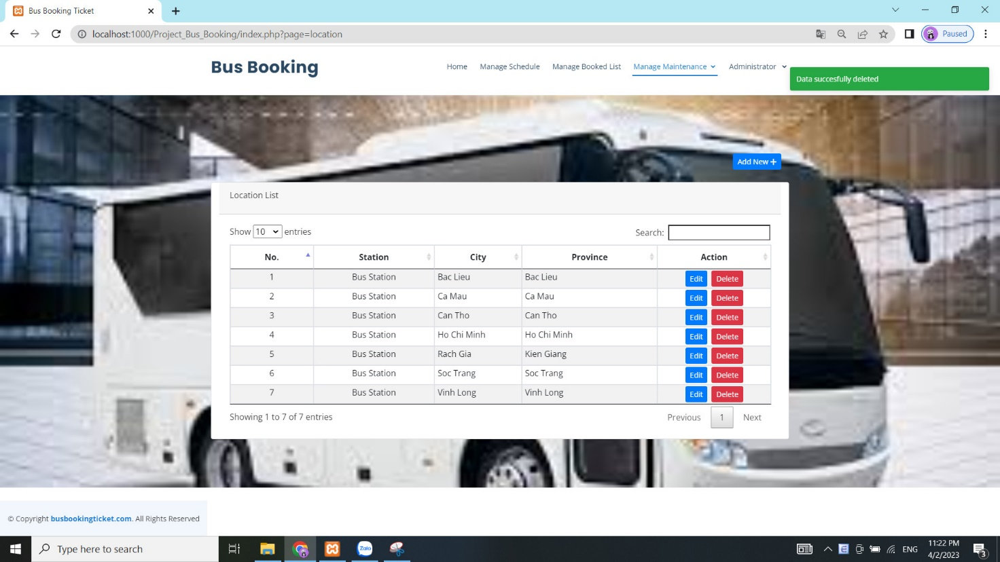 Bus Booking Ticket
localhost:1000/Project_Bus_Booking/index.php?page=location
Paused
Bus Booking
Home Manage Schedule Manage Booked List Manage Maintenance Administrator
Data succesfully deleted
Add New +
Location List
Show 10 entries
Search:
No. Station City Province Action
1 Bus Station Bac Lieu Bac Lieu Edit Delete
2 Bus Station Ca Mau Ca Mau Edit Delete
3 Bus Station Can Tho Can Tho Edit Delete
4 Bus Station Ho Chi Minh Ho Chi Minh Edit Delete
5 Bus Station Rach Gia Kien Giang Edit Delete
6 Bus Station Soc Trang Soc Trang Edit Delete
7 Bus Station Vinh Long Vinh Long Edit Delete
Showing 1 to 7 of 7 entries
Previous 1 Next
© Copyright busbookingticket.com. All Rights Reserved
Type here to search
Zalo
ENG
11:22 PM
4/2/2023
3